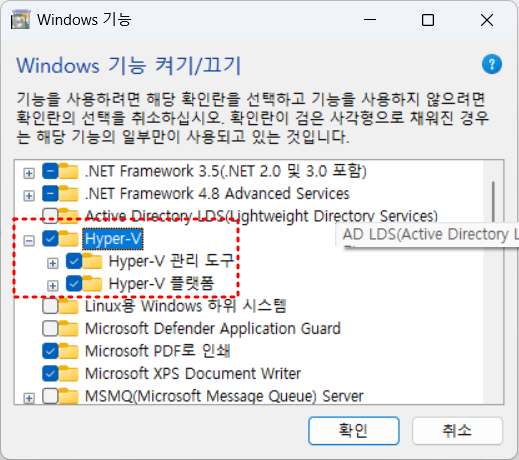 Windows 기능
Windows 기능 켜기/끄기
?
기능을 사용하려면 해당 확인란을 선택하고 기능을 사용하지 않으려면
확인란의 선택을 취소하십시오. 확인란이 검은 사각형으로 채워진 경우
는 해당 기능의 일부만이 사용되고 있는 것입니다.
.NET Framework 3.5(.NET 2.0 및 3.0 포함)
.NET Framework 4.8 Advanced Services
Active Directory LDS(Lightweight Directory Services)
AD LDS(Active Directory L
Hyper-V
Hyper-V 관리 도구
Hyper-V 플랫폼
Linux용 Windows 하위 시스템
Microsoft Defender Application Guard
Microsoft PDF로 인쇄
Microsoft XPS Document Writer
MSMQ(Microsoft Message Queue) Server
확인
취소